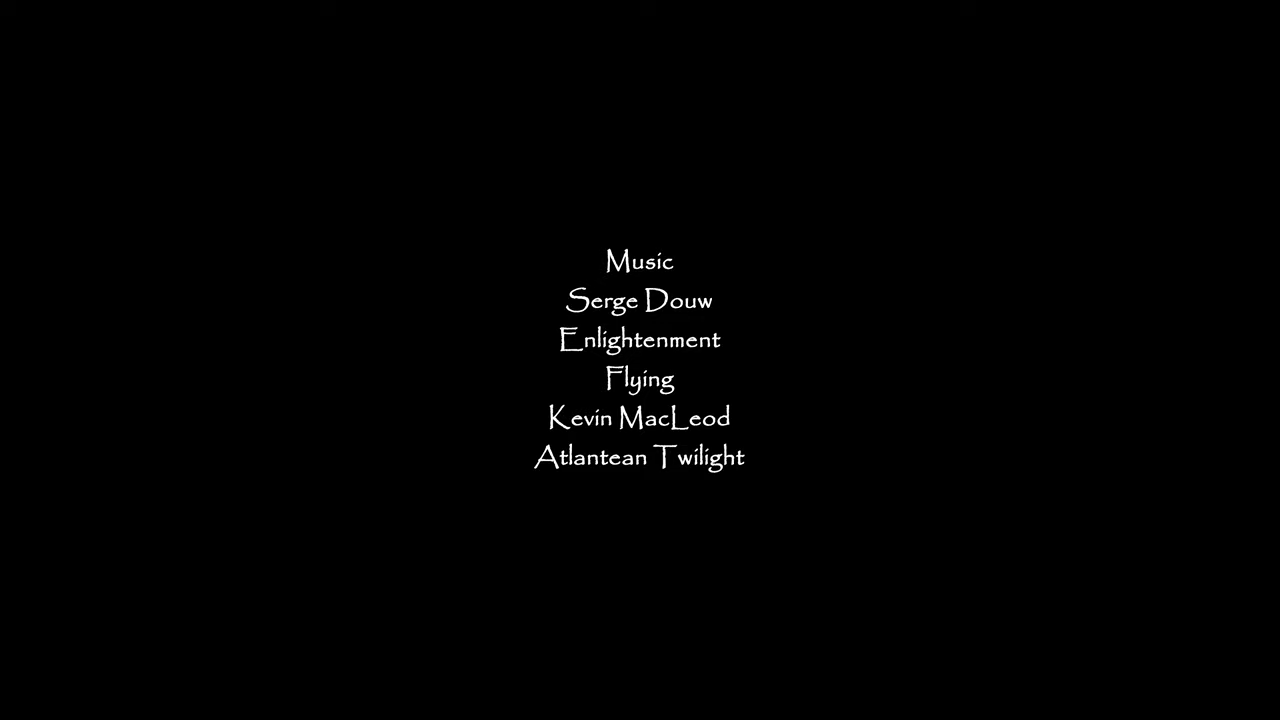 Music
Serge Douw
Enlightenment
Flying
Kevin MacLeod
Atlantean Twilight